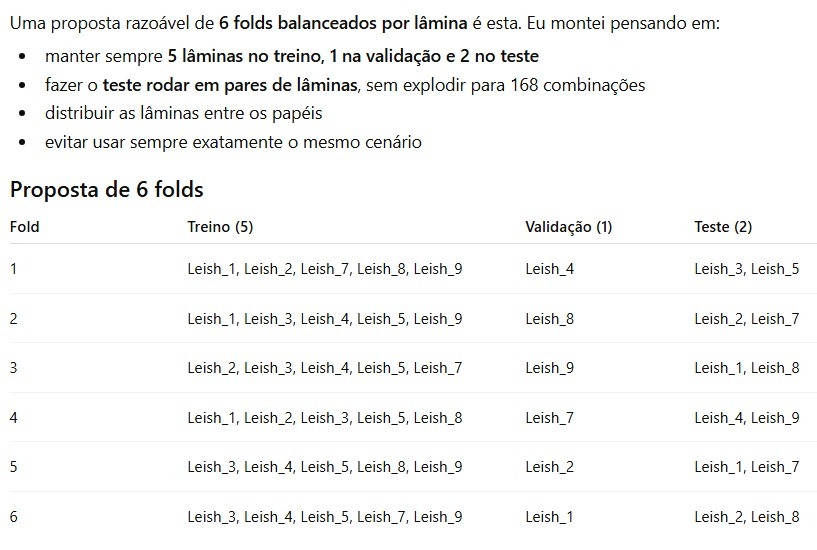 Uma proposta razoável de 6 folds balanceados por lâmina é esta. Eu montei pensando em:
• manter sempre 5 lâminas no treino, 1 na validação e 2 no teste
• fazer o teste rodar em pares de lâminas, sem explodir para 168 combinações
• distribuir as lâminas entre os papéis
• evitar usar sempre exatamente o mesmo cenário
Proposta de 6 folds
Fold Treino (5) Validação (1) Teste (2)
1 Leish_1, Leish_2, Leish_7, Leish_8, Leish_9 Leish_4 Leish_3, Leish_5
2 Leish_1, Leish_3, Leish_4, Leish_5, Leish_9 Leish_8 Leish_2, Leish_7
3 Leish_2, Leish_3, Leish_4, Leish_5, Leish_7 Leish_9 Leish_1, Leish_8
4 Leish_1, Leish_2, Leish_3, Leish_5, Leish_8 Leish_7 Leish_4, Leish_9
5 Leish_3, Leish_4, Leish_5, Leish_8, Leish_9 Leish_2 Leish_1, Leish_7
6 Leish_3, Leish_4, Leish_5, Leish_7, Leish_9 Leish_1 Leish_2, Leish_8